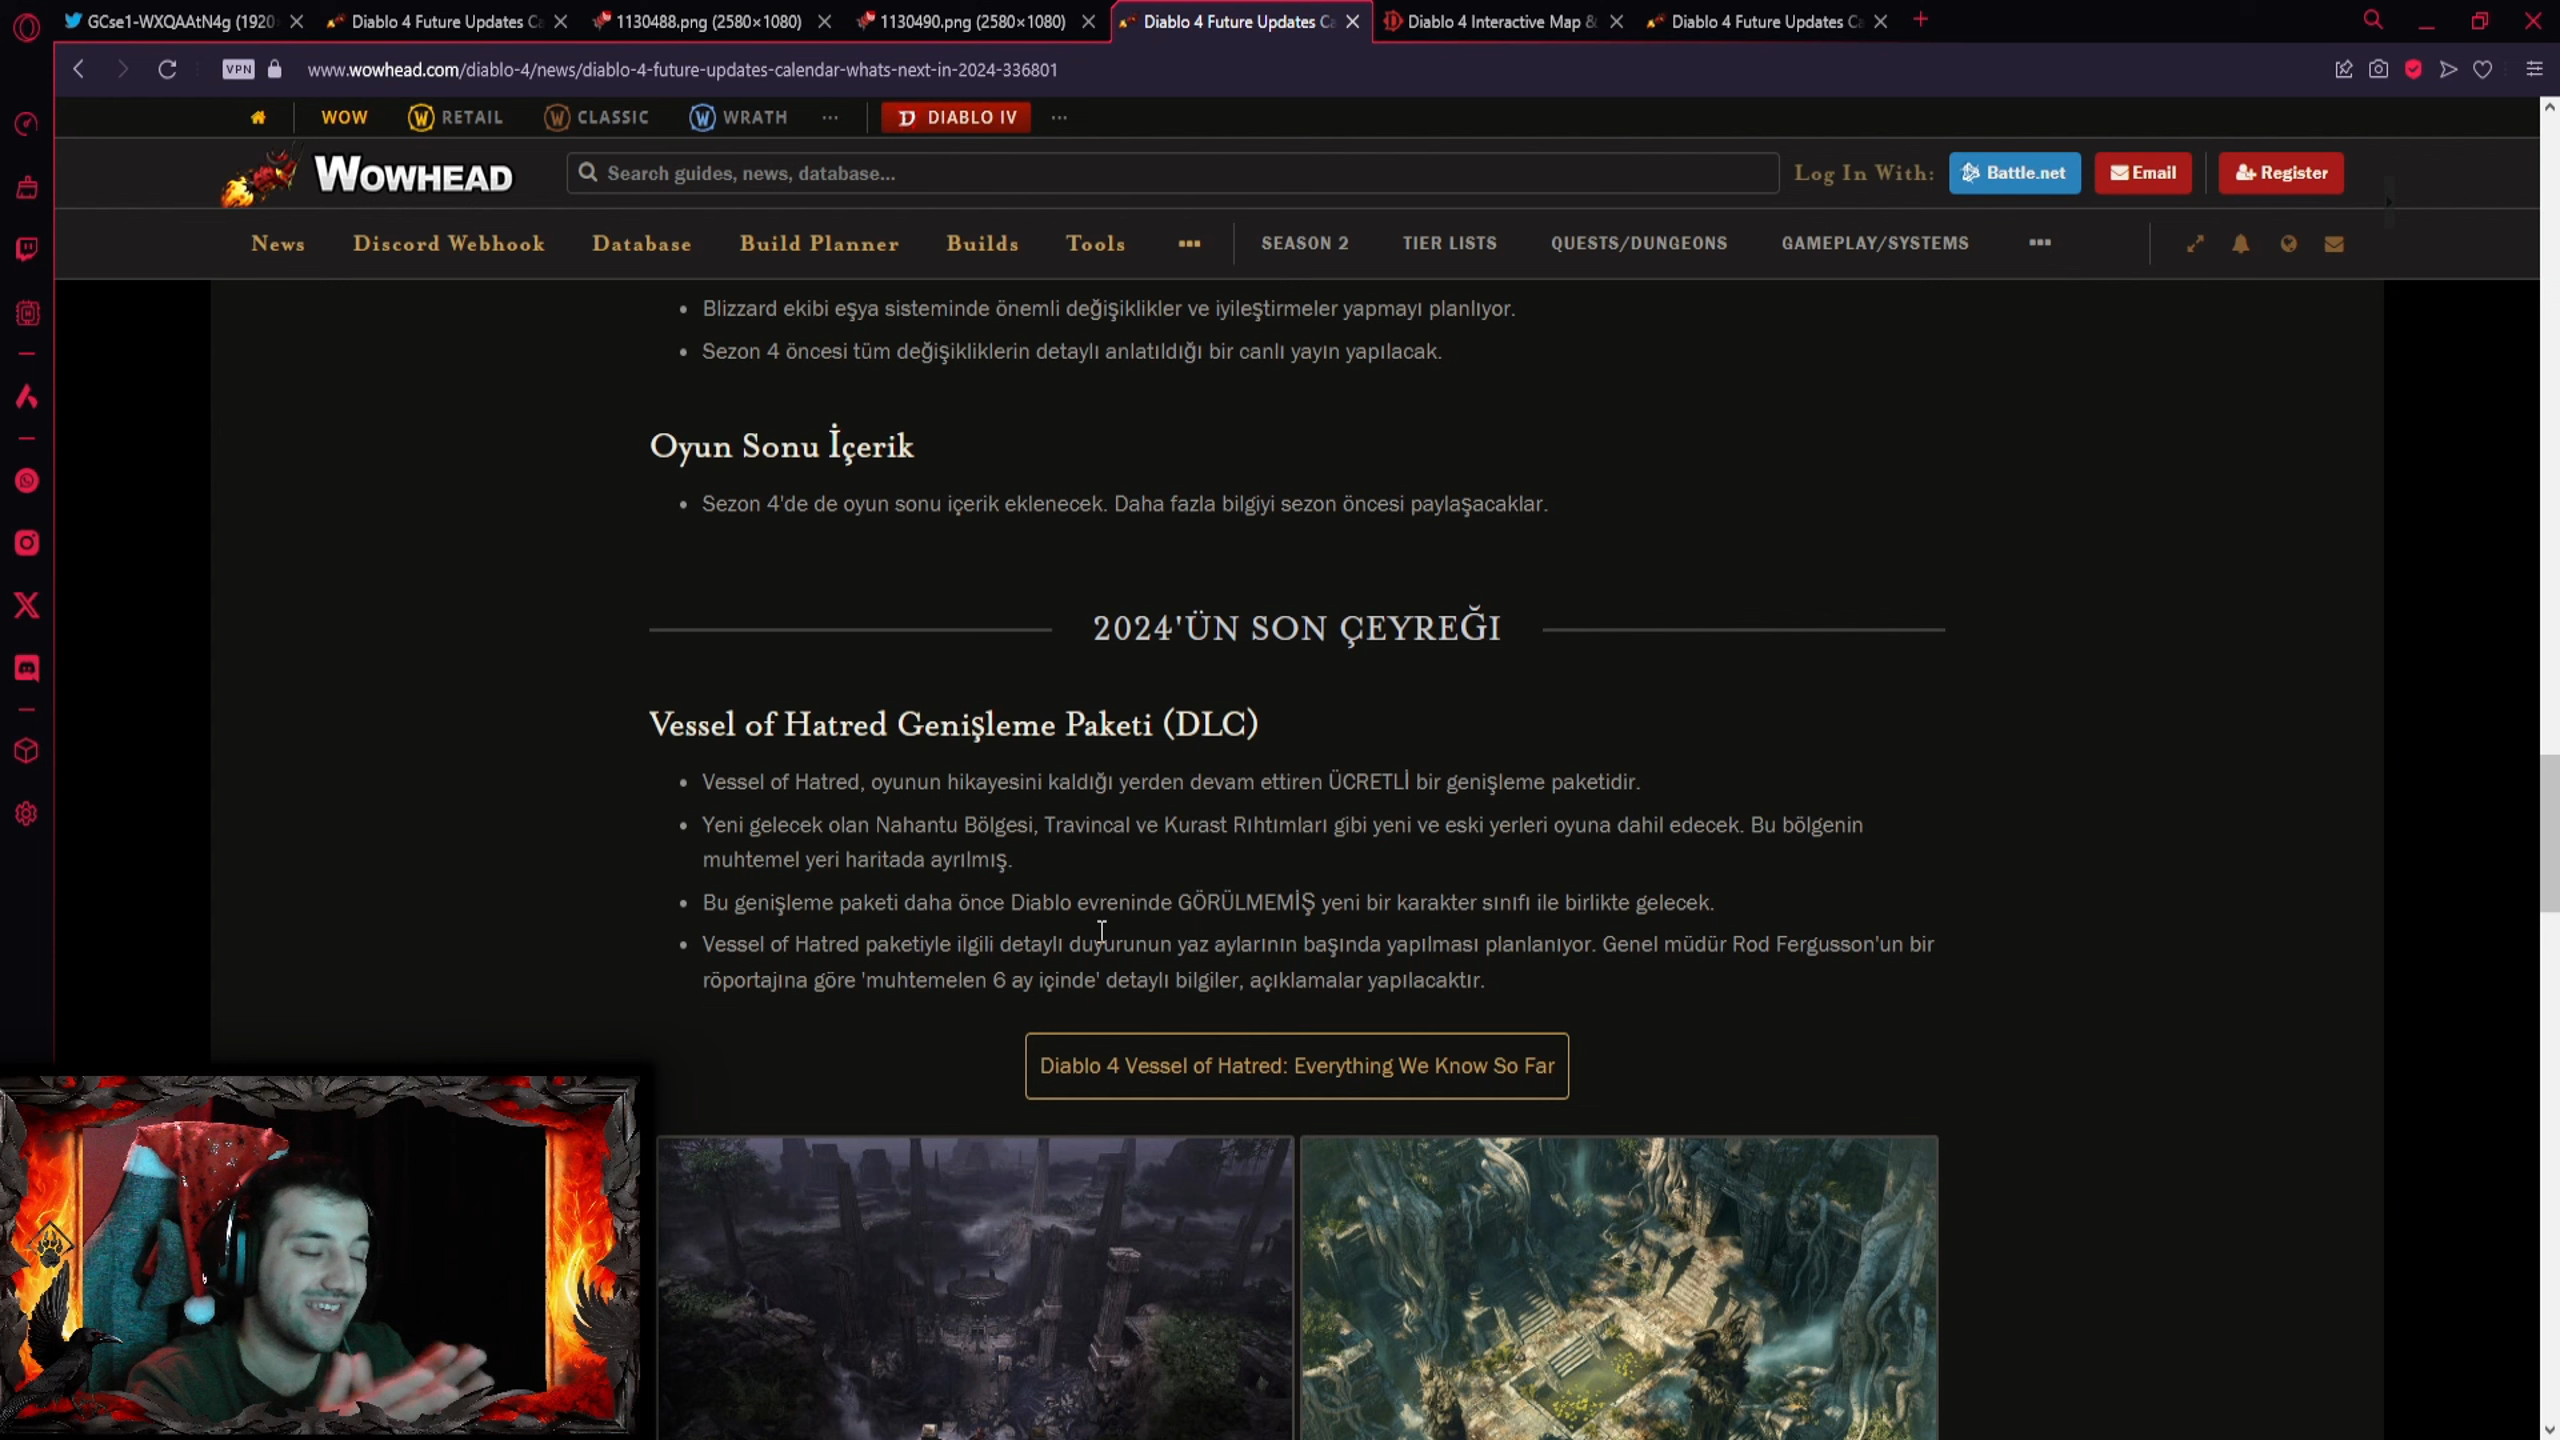 GCse1-WXQAAtN4g (1920
Diablo 4 Future Updates Ca
1130488.png (2580×1080)
1130490.png (2580×1080)
Diablo 4 Future Updates Ca
Diablo 4 Interactive Map &
Diablo 4 Future Updates Ca
VPN
www.wowhead.com/diablo-4/news/diablo-4-future-updates-calendar-whats-next-in-2024-336801
WOW
RETAIL
CLASSIC
WRATH
DIABLO IV
WOWHEAD
Search guides, news, database...
Log In With:
Battle.net
Email
Register
News
Discord Webhook
Database
Build Planner
Builds
Tools
SEASON 2
TIER LISTS
QUESTS/DUNGEONS
GAMEPLAY/SYSTEMS
• Blizzard ekibi eşya sisteminde önemli değişiklikler ve iyileştirmeler yapmayı planlıyor.
• Sezon 4 öncesi tüm değişikliklerin detaylı anlatıldığı bir canlı yayın yapılacak.
Oyun Sonu İçerik
• Sezon 4'de de oyun sonu içerik eklenecek. Daha fazla bilgiyi sezon öncesi paylaşacaklar.
2024'ÜN SON ÇEYREĞI
Vessel of Hatred Genişleme Paketi (DLC)
• Vessel of Hatred, oyunun hikayesini kaldığı yerden devam ettiren ÜCRETLİ bir genişleme paketidir.
• Yeni gelecek olan Nahantu Bölgesi, Travincal ve Kurast Rıhtımları gibi yeni ve eski yerleri oyuna dahil edecek. Bu bölgenin
muhtemel yeri haritada ayrılmış.
• Bu genişleme paketi daha önce Diablo evreninde GÖRÜLMEMİŞ yeni bir karakter sınıfı ile birlikte gelecek.
• Vessel of Hatred paketiyle ilgili detaylı duyurunun yaz aylarının başında yapılması planlanıyor. Genel müdür Rod Fergusson'un bir
röportajına göre 'muhtemelen 6 ay içinde' detaylı bilgiler, açıklamalar yapılacaktır.
Diablo 4 Vessel of Hatred: Everything We Know So Far